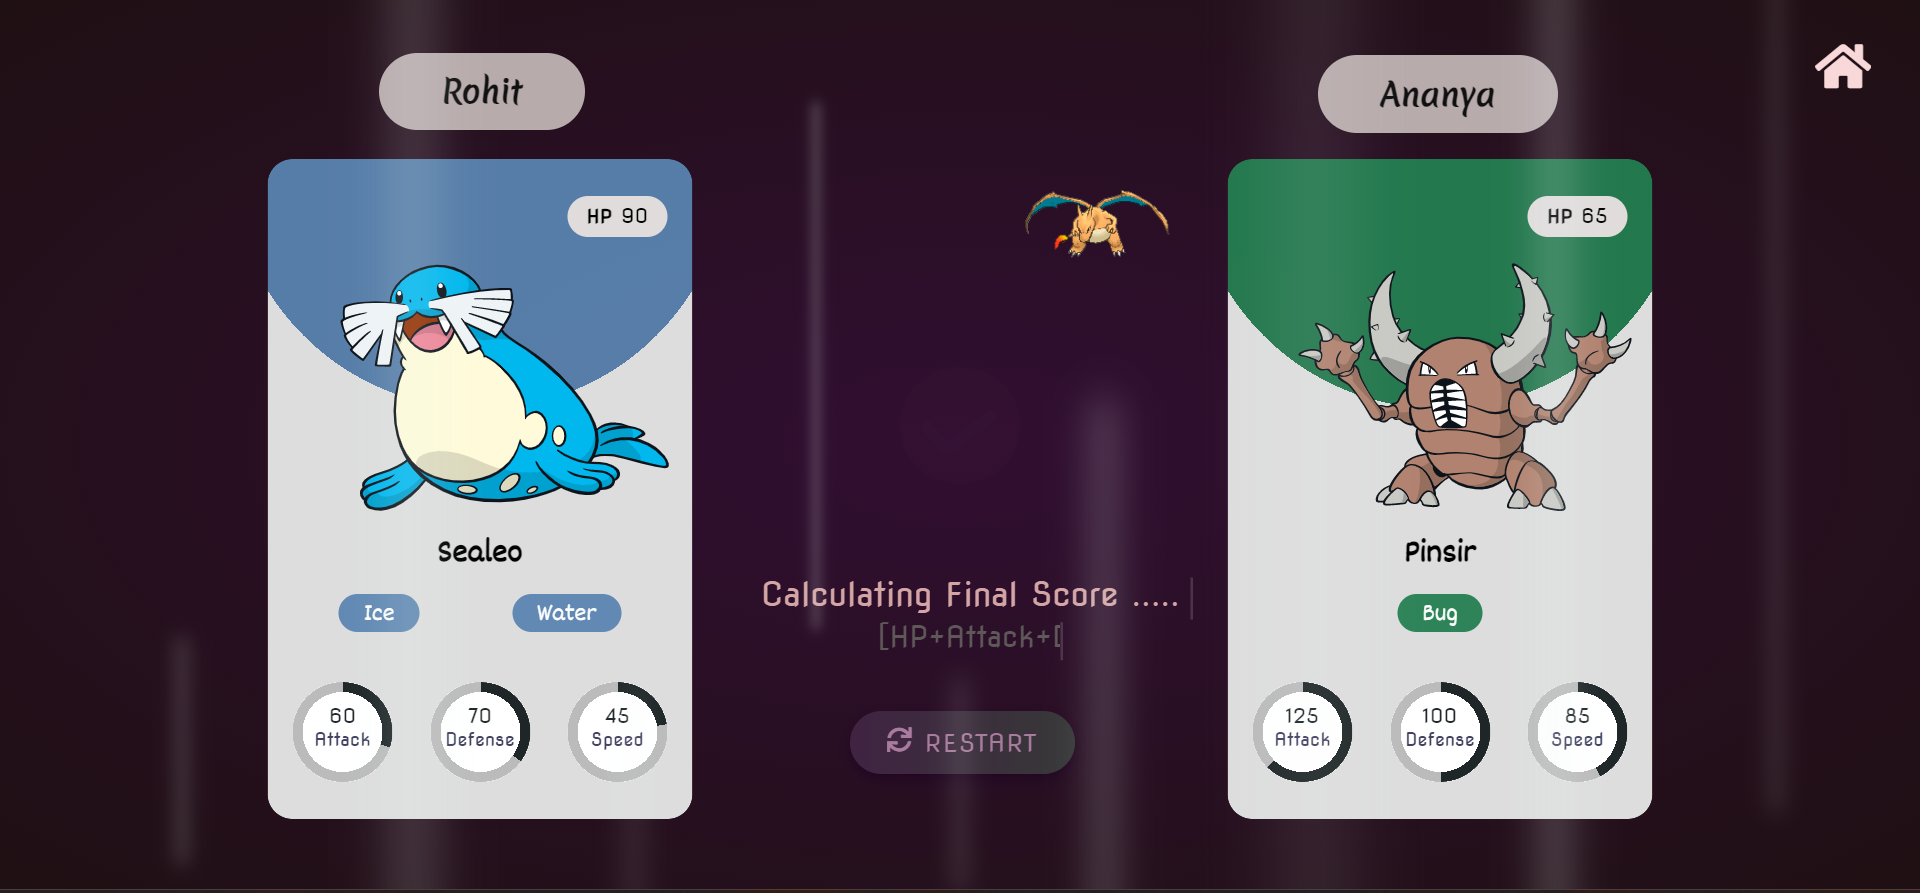 Rohit
HP 90
Sealeo
Ice Water
60 70 45
Attack Defense Speed
Calculating Final Score .....
[HP+Attack+[
RESTART
Ananya
HP 65
Pinsir
Bug
125 100 85
Attack Defense Speed